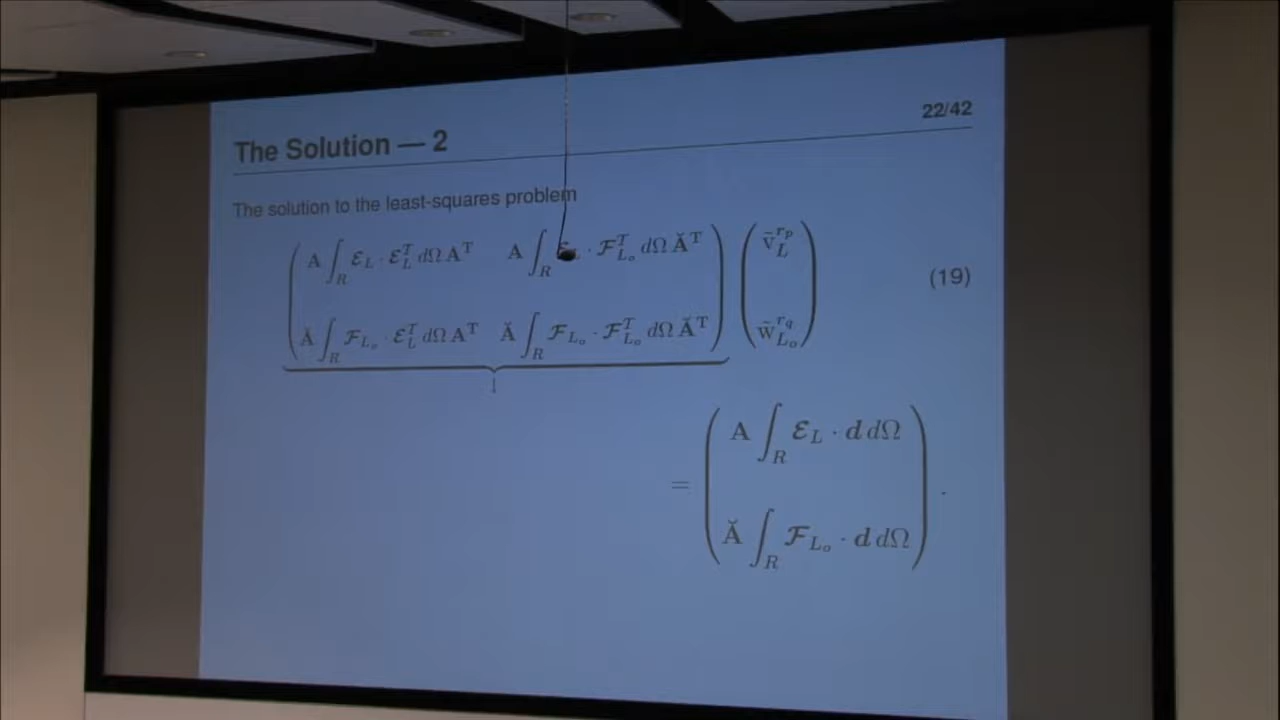 22/42
The Solution — 2
The solution to the least-squares problem
( A ∫_R 𝓔_L · 𝓔_L^T dΩ A^T    A ∫_R 𝓔_L · 𝓕_{L_o}^T dΩ Ă^T ) ( ṽ_L^{r_p} )
( Ă ∫_R 𝓕_{L_o} · 𝓔_L^T dΩ A^T    Ă ∫_R 𝓕_{L_o} · 𝓕_{L_o}^T dΩ Ă^T ) ( w̃_{L_o}^{r_q} )
(19)
= ( A ∫_R 𝓔_L · d dΩ )
( Ă ∫_R 𝓕_{L_o} · d dΩ ) .